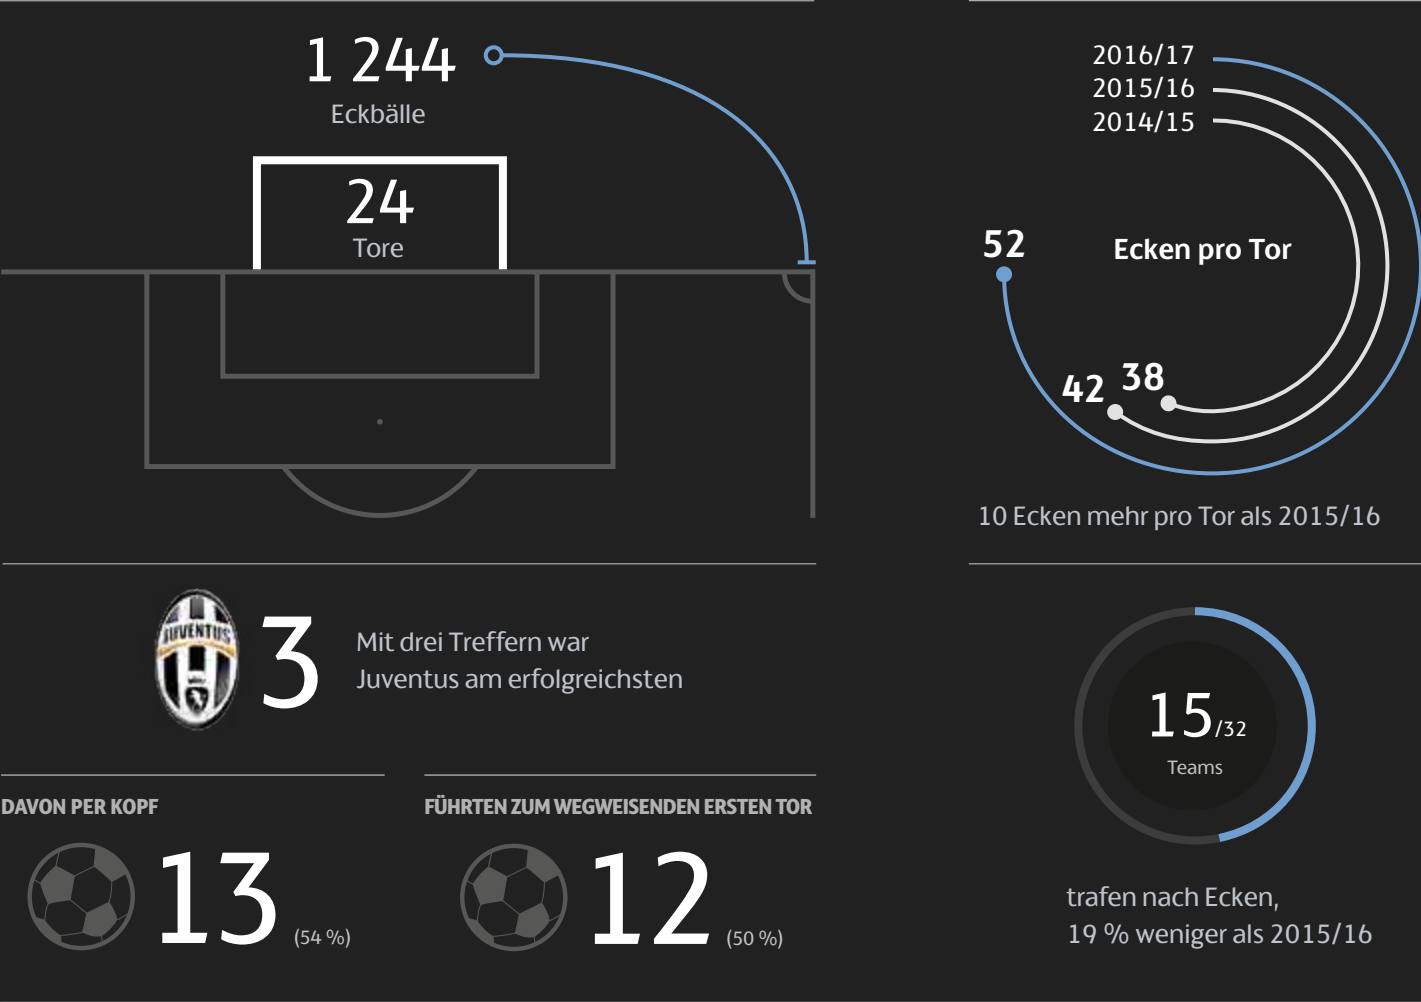 1 244
Eckbälle
24
Tore
2016/17
2015/16
2014/15
52
Ecken pro Tor
42
38
10 Ecken mehr pro Tor als 2015/16
JUVENTUS
3
Mit drei Treffern war
Juventus am erfolgreichsten
15/32
Teams
trafen nach Ecken,
19 % weniger als 2015/16
DAVON PER KOPF
13
(54 %)
FÜHRTEN ZUM WEGWEISENDEN ERSTEN TOR
12
(50 %)